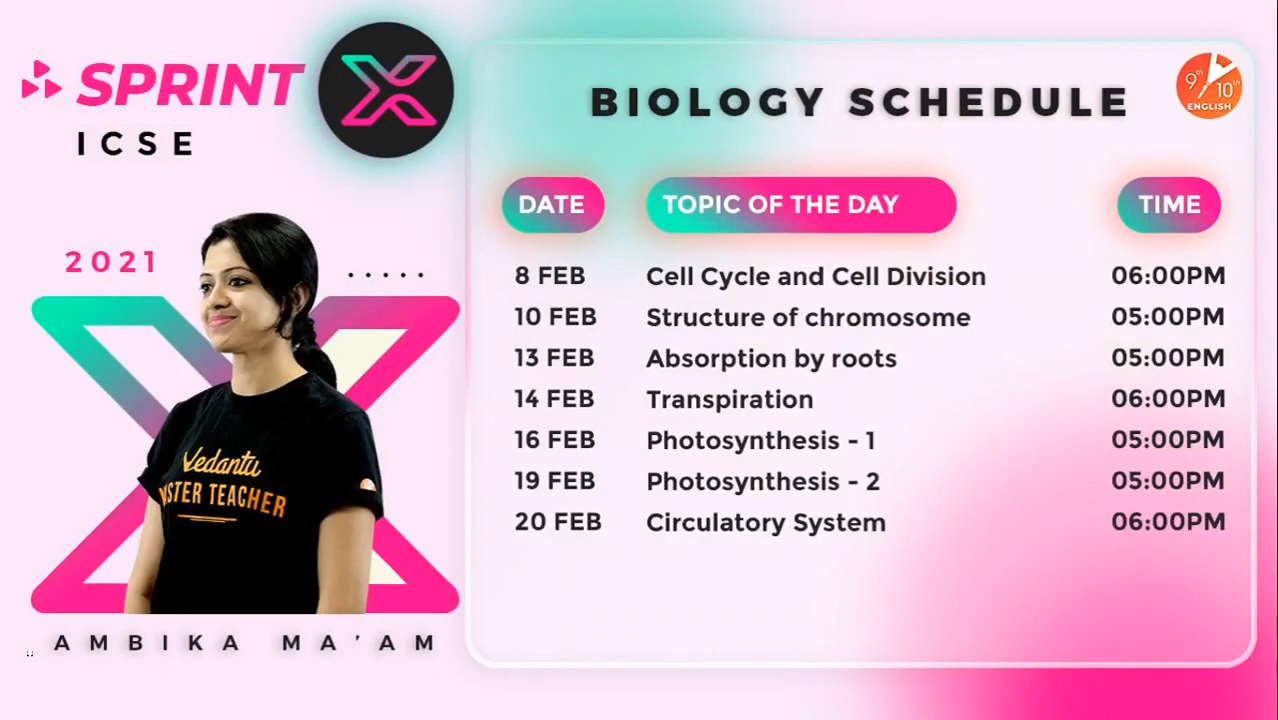 SPRINT
ICSE
2021
Vedantu
STER TEACHER
AMBIKA MA'AM
BIOLOGY SCHEDULE
9th 10th
ENGLISH
DATE TOPIC OF THE DAY TIME
8 FEB Cell Cycle and Cell Division 06:00PM
10 FEB Structure of chromosome 05:00PM
13 FEB Absorption by roots 05:00PM
14 FEB Transpiration 06:00PM
16 FEB Photosynthesis - 1 05:00PM
19 FEB Photosynthesis - 2 05:00PM
20 FEB Circulatory System 06:00PM